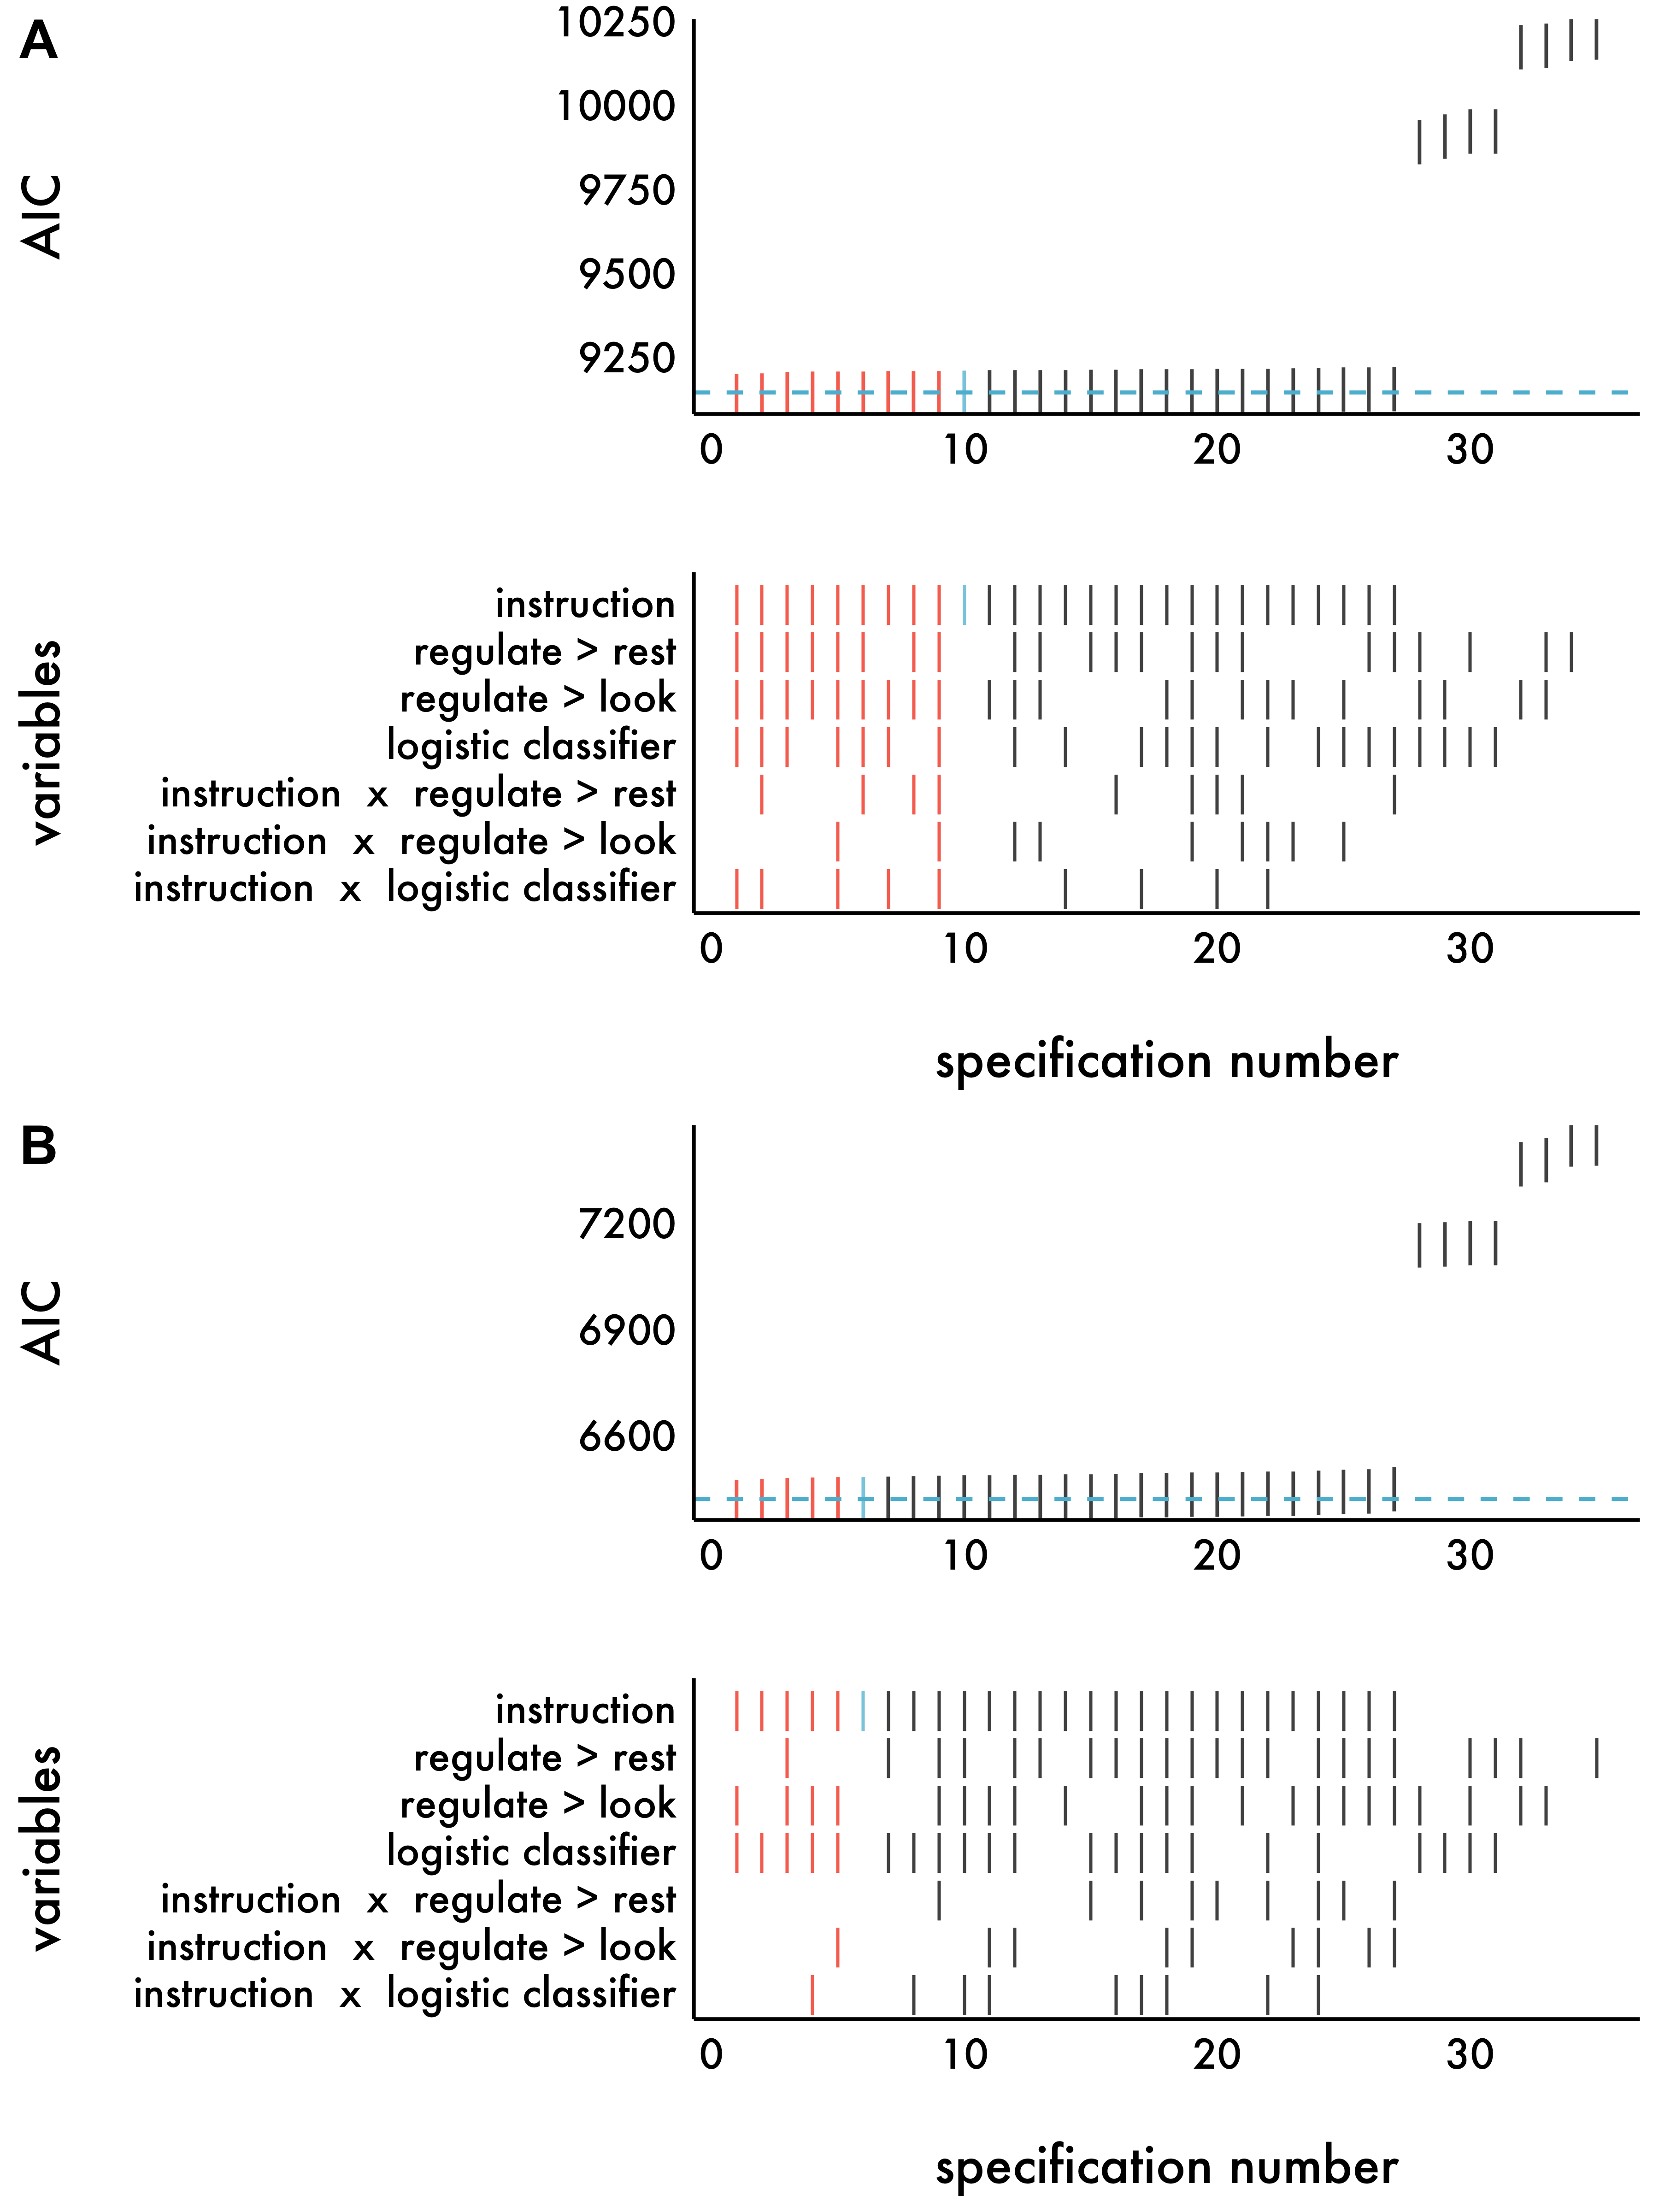 A
10250
10000
9750
9500
9250
AIC
0 10 20 30
variables
instruction
regulate > rest
regulate > look
logistic classifier
instruction x regulate > rest
instruction x regulate > look
instruction x logistic classifier
0 10 20 30
specification number
B
7200
6900
6600
AIC
0 10 20 30
variables
instruction
regulate > rest
regulate > look
logistic classifier
instruction x regulate > rest
instruction x regulate > look
instruction x logistic classifier
0 10 20 30
specification number